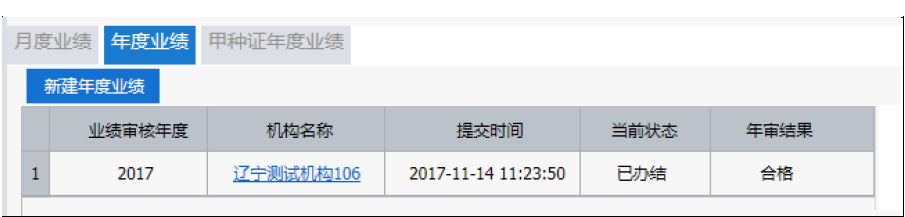 月度业绩 年度业绩 甲种证年度业绩
新建年度业绩
业绩审核年度 机构名称 提交时间 当前状态 年审结果
1 2017 辽宁测试机构106 2017-11-14 11:23:50 已办结 合格